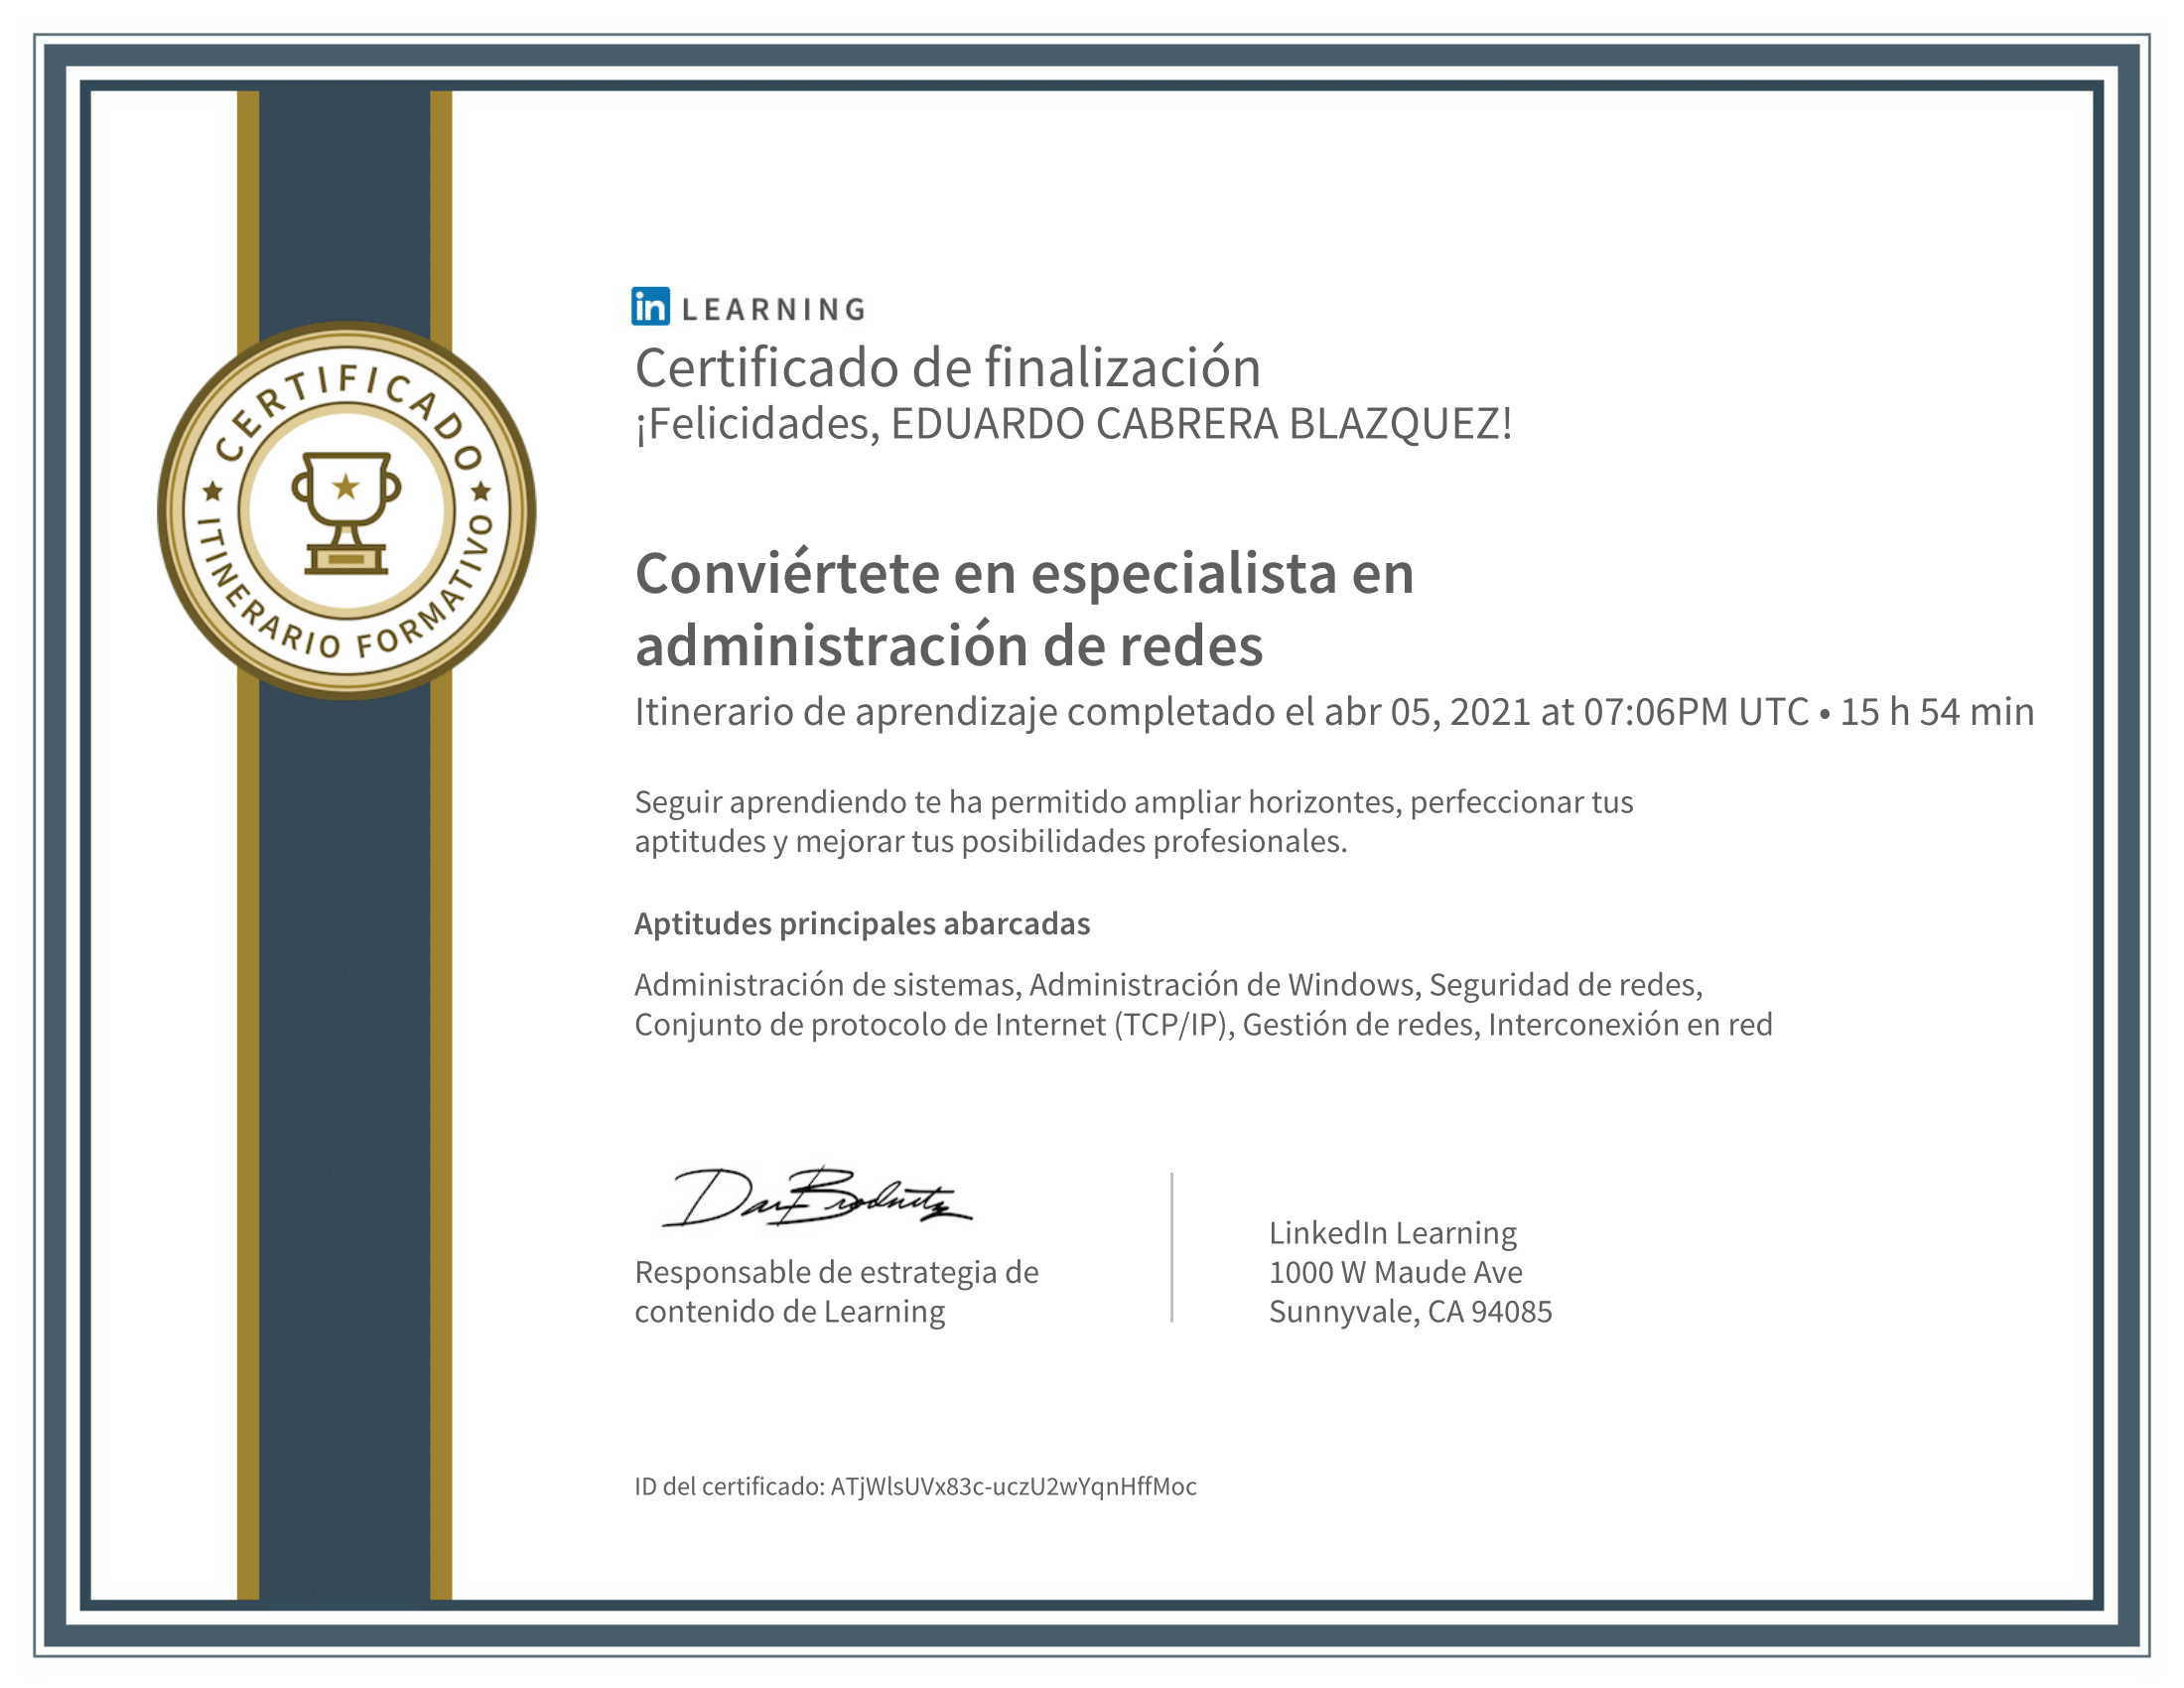 CERTIFICADO
ITINERARIO FORMATIVO
in LEARNING
Certificado de finalización
¡Felicidades, EDUARDO CABRERA BLAZQUEZ!
Conviértete en especialista en
administración de redes
Itinerario de aprendizaje completado el abr 05, 2021 at 07:06PM UTC • 15 h 54 min
Seguir aprendiendo te ha permitido ampliar horizontes, perfeccionar tus
aptitudes y mejorar tus posibilidades profesionales.
Aptitudes principales abarcadas
Administración de sistemas, Administración de Windows, Seguridad de redes,
Conjunto de protocolo de Internet (TCP/IP), Gestión de redes, Interconexión en red
Dan Brodnitz
Responsable de estrategia de
contenido de Learning
LinkedIn Learning
1000 W Maude Ave
Sunnyvale, CA 94085
ID del certificado: ATjWlsUVx83c-uczU2wYqnHffMoc